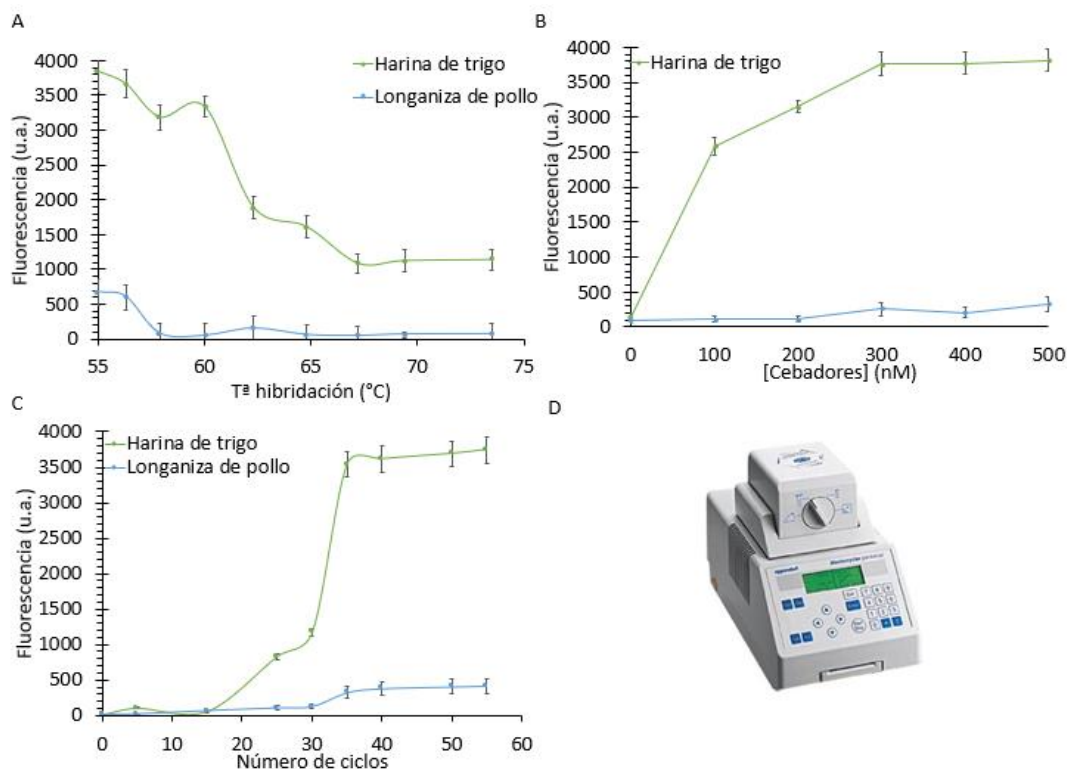 A
4000
3500
3000
2500
2000
1500
1000
500
0
Fluorescencia (u.a.)
Harina de trigo
Longaniza de pollo
55 60 65 70 75
Tª hibridación (°C)
B
4000
3500
3000
2500
2000
1500
1000
500
0
Fluorescencia (u.a.)
Harina de trigo
0 100 200 300 400 500
[Cebadores] (nM)
C
4000
3500
3000
2500
2000
1500
1000
500
0
Fluorescencia (u.a.)
Harina de trigo
Longaniza de pollo
0 10 20 30 40 50 60
Número de ciclos
D
eppendorf